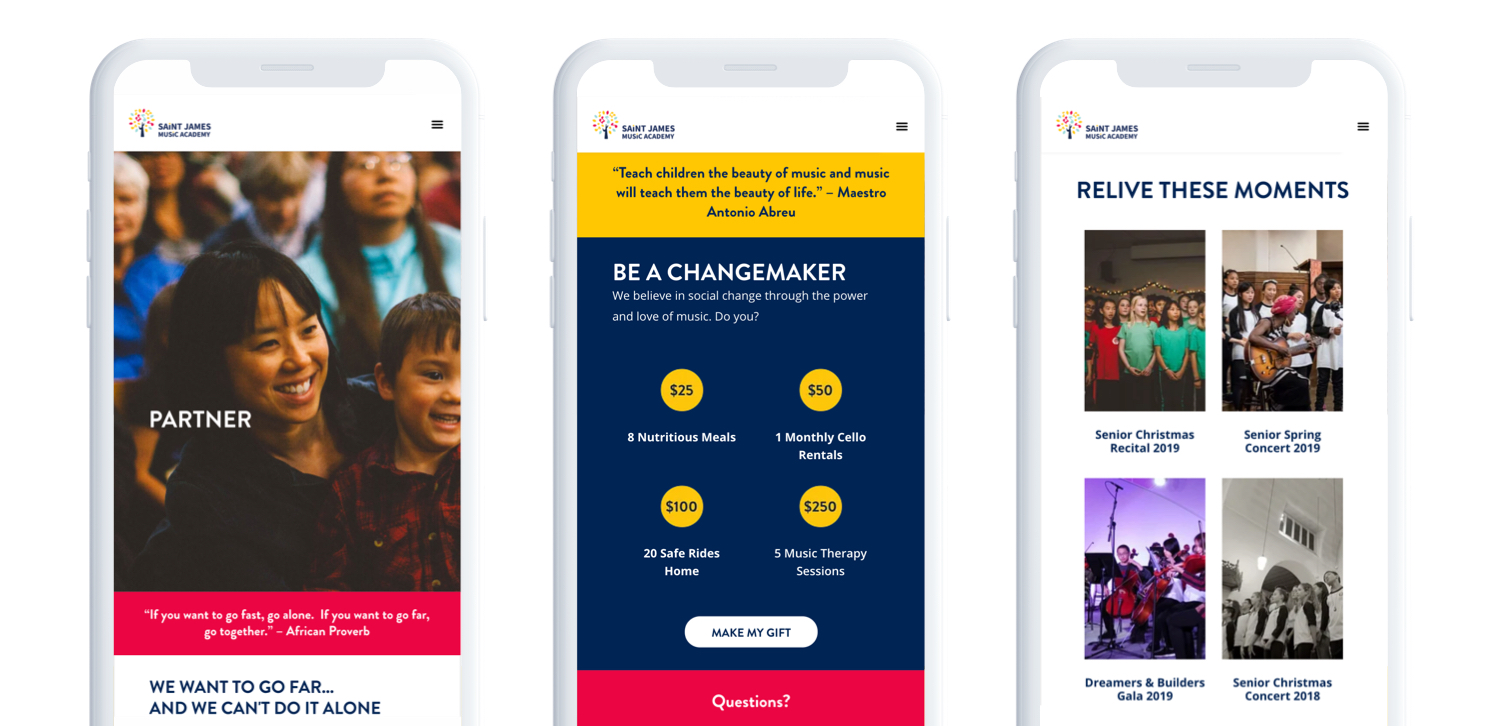 SAiNT JAMES
MUSiC ACADEMY
PARTNER
“If you want to go fast, go alone.  If you want to go far,
go together.” – African Proverb
WE WANT TO GO FAR...
AND WE CAN'T DO IT ALONE
SAiNT JAMES
MUSiC ACADEMY
“Teach children the beauty of music and music
will teach them the beauty of life.” – Maestro
Antonio Abreu
BE A CHANGEMAKER
We believe in social change through the power
and love of music. Do you?
$25
$50
8 Nutritious Meals
1 Monthly Cello
Rentals
$100
$250
20 Safe Rides
Home
5 Music Therapy
Sessions
MAKE MY GIFT
Questions?
SAiNT JAMES
MUSiC ACADEMY
RELIVE THESE MOMENTS
Senior Christmas
Recital 2019
Senior Spring
Concert 2019
Dreamers & Builders
Gala 2019
Senior Christmas
Concert 2018